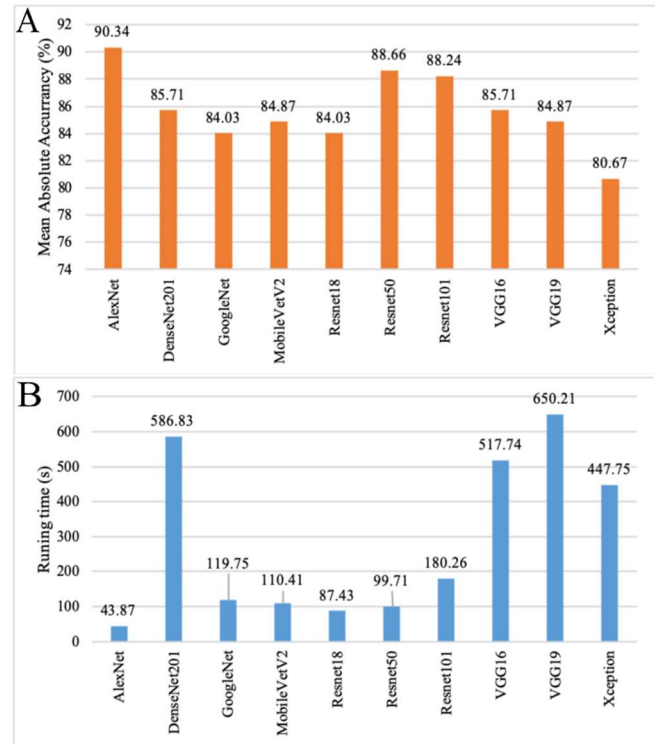 A
Mean Absolute Accurrancy (%)
92
90
88
86
84
82
80
78
76
74
90.34
85.71
84.03
84.87
84.03
88.66
88.24
85.71
84.87
80.67
AlexNet
DenseNet201
GoogleNet
MobileVetV2
Resnet18
Resnet50
Resnet101
VGG16
VGG19
Xception
B
Runing time (s)
700
600
500
400
300
200
100
0
43.87
586.83
119.75
110.41
87.43
99.71
180.26
517.74
650.21
447.75
AlexNet
DenseNet201
GoogleNet
MobileVetV2
Resnet18
Resnet50
Resnet101
VGG16
VGG19
Xception